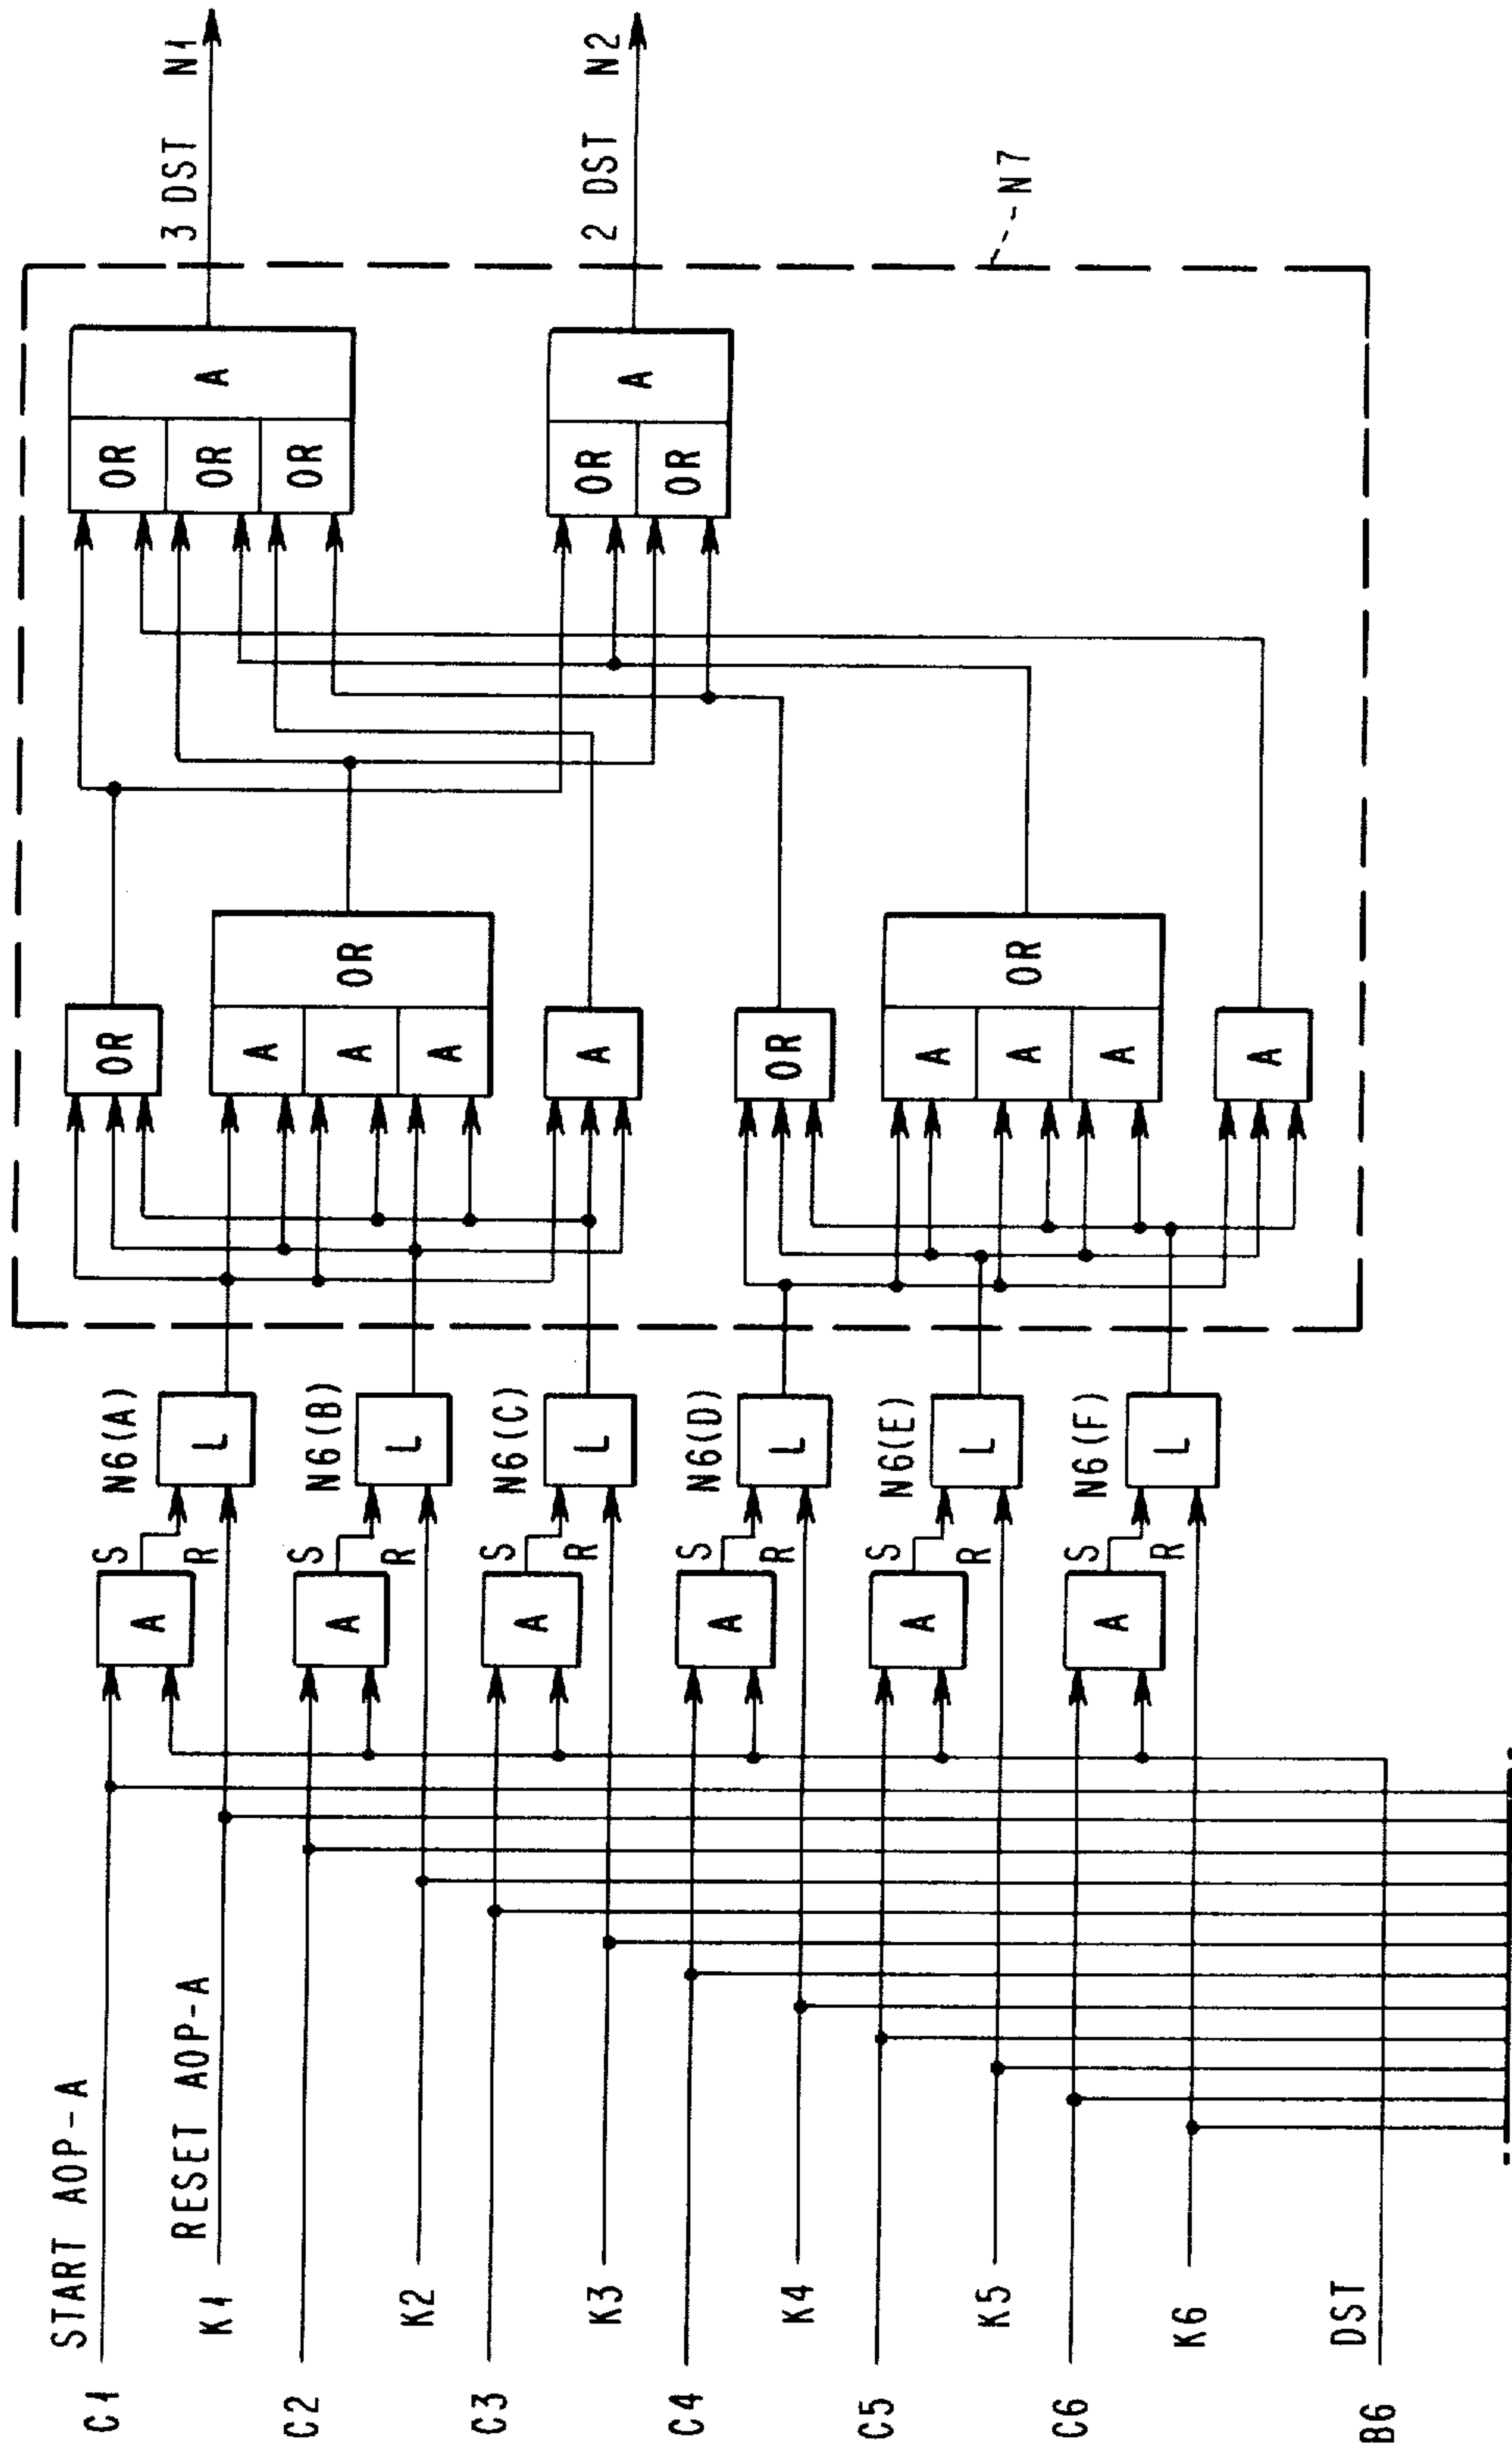 START AOP-A
C1
RESET AOP-A
K1
C2
K2
C3
K3
C4
K4
C5
K5
C6
K6
DST
B6
A
S
R
N6(A)
L
A
S
R
N6(B)
L
A
S
R
N6(C)
L
A
S
R
N6(D)
L
A
S
R
N6(E)
L
A
S
R
N6(F)
L
OR
A
A
A
OR
A
OR
A
A
A
OR
A
OR
OR
OR
A
OR
OR
A
3 DST N1
2 DST N2
N7